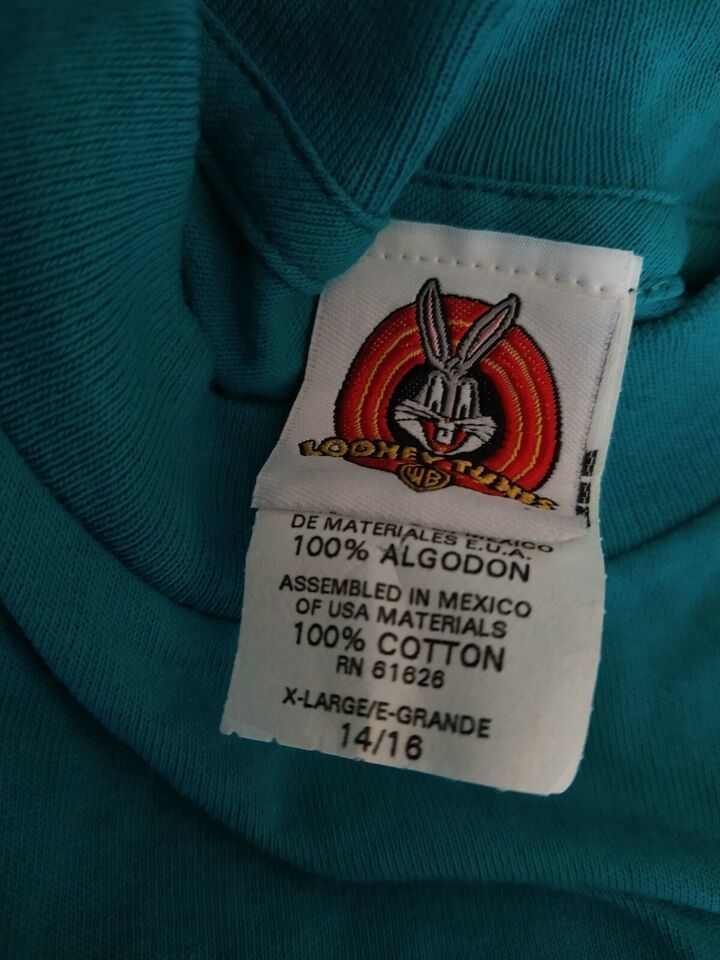 LOONEY TUNES
WB
MEXICO
DE MATERIALES E.U.A.
100% ALGODON
ASSEMBLED IN MEXICO
OF USA MATERIALS
100% COTTON
RN 61626
X-LARGE/E-GRANDE
14/16